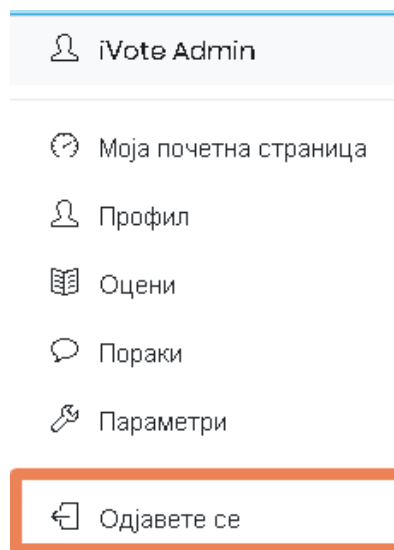 iVote Admin
Моја почетна страница
Профил
Оцени
Пораки
Параметри
Одјавете се